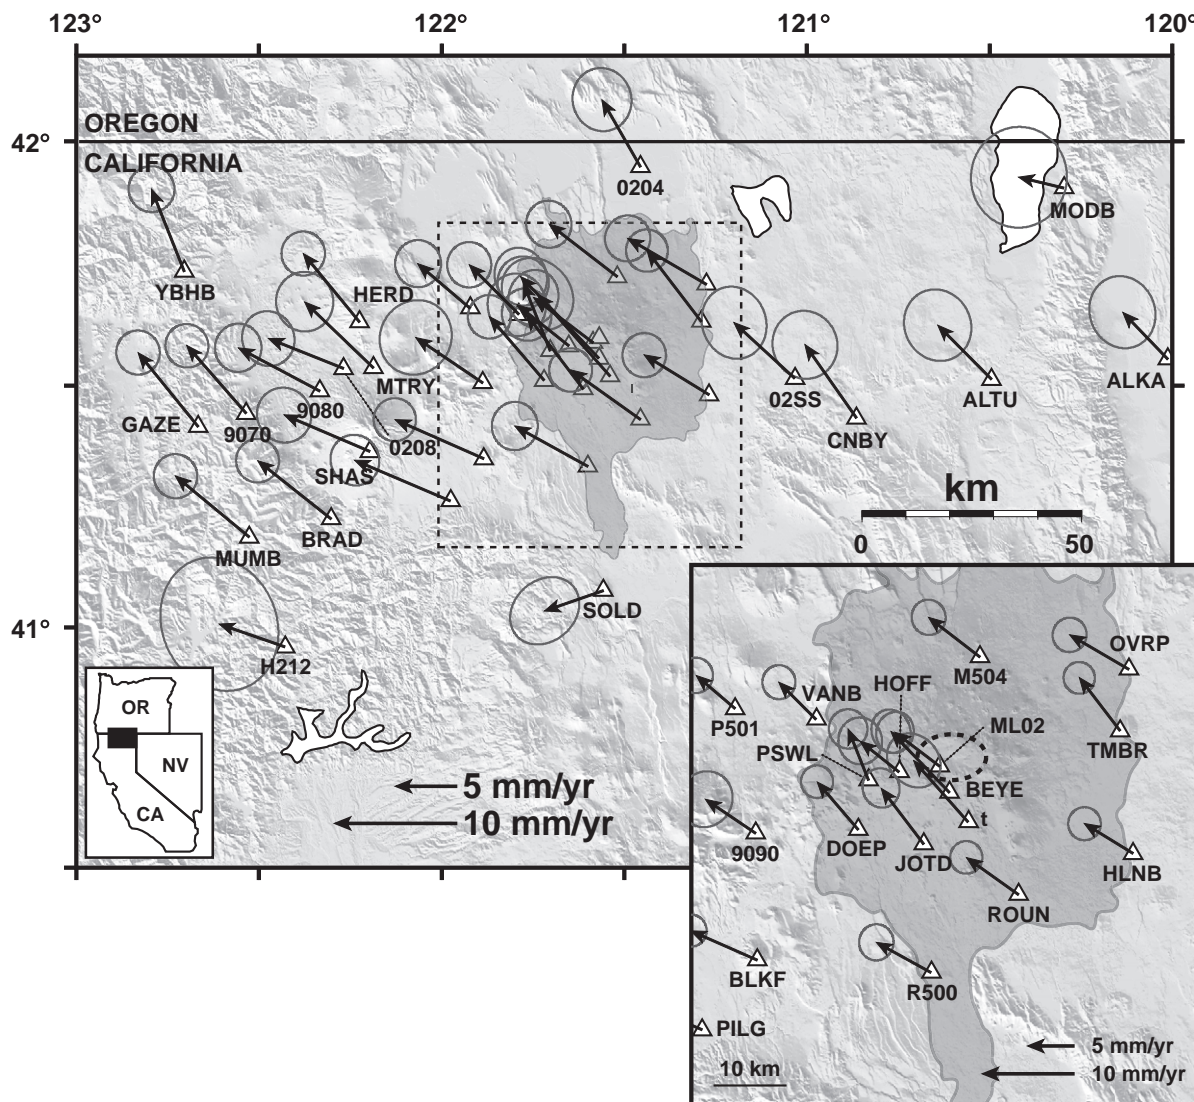 123°
122°
121°
120°
OREGON
42°
CALIFORNIA
0204
MODB
YBHB
HERD
MTRY
02SS
ALTU
ALKA
GAZE
9070
9080
0208
CNBY
SHAS
MUMB
BRAD
km
0
50
SOLD
41°
H212
OR
NV
CA
5 mm/yr
10 mm/yr
OVRP
M504
HOFF
VANB
P501
ML02
TMBR
PSWL
BEYE
t
9090
DOEP
JOTD
HLNB
ROUN
BLKF
R500
PILG
5 mm/yr
10 km
10 mm/yr